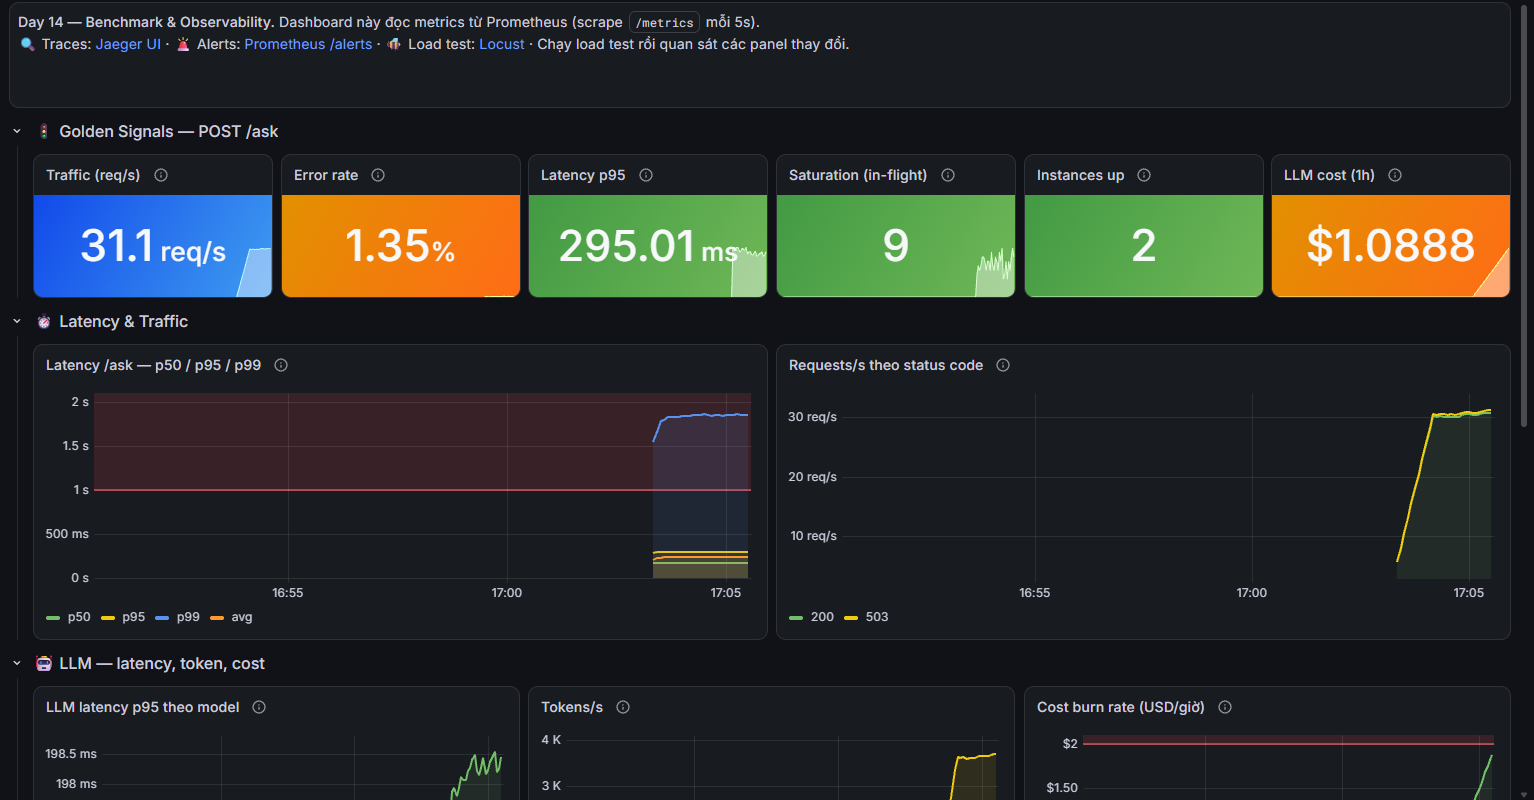 Day 14 — Benchmark & Observability. Dashboard này đọc metrics từ Prometheus (scrape /metrics mỗi 5s).
Traces: Jaeger UI · Alerts: Prometheus /alerts · Load test: Locust · Chạy load test rồi quan sát các panel thay đổi.
Golden Signals — POST /ask
Traffic (req/s)
31.1 req/s
Error rate
1.35%
Latency p95
295.01 ms
Saturation (in-flight)
9
Instances up
2
LLM cost (1h)
$1.0888
Latency & Traffic
Latency /ask — p50 / p95 / p99
2 s
1.5 s
1 s
500 ms
0 s
16:55 17:00 17:05
p50 p95 p99 avg
Requests/s theo status code
30 req/s
20 req/s
10 req/s
16:55 17:00 17:05
200 503
LLM — latency, token, cost
LLM latency p95 theo model
198.5 ms
198 ms
Tokens/s
4 K
3 K
Cost burn rate (USD/giờ)
$2
$1.50